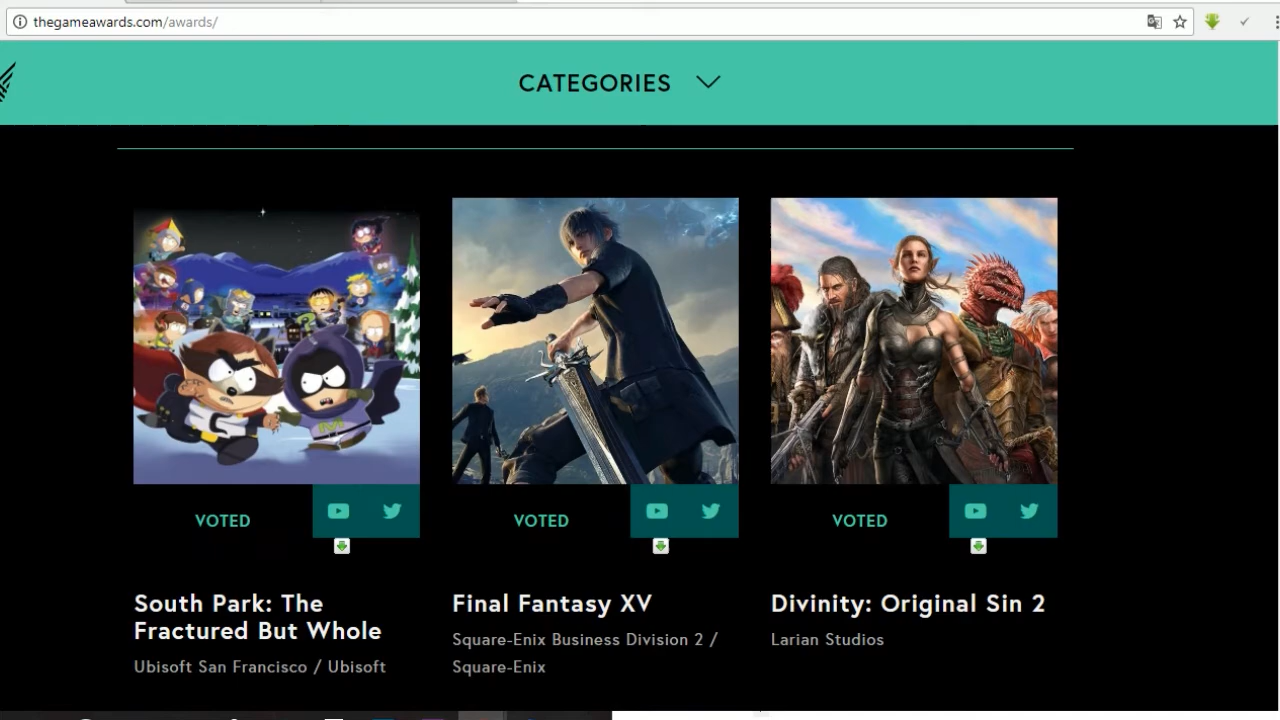 thegameawards.com/awards/
CATEGORIES
VOTED
VOTED
VOTED
South Park: The
Fractured But Whole
Ubisoft San Francisco / Ubisoft
Final Fantasy XV
Square-Enix Business Division 2 /
Square-Enix
Divinity: Original Sin 2
Larian Studios